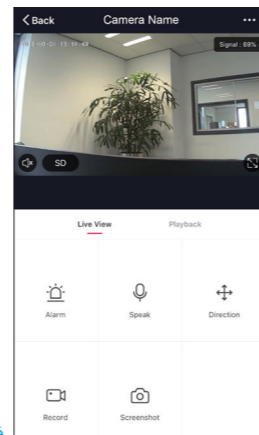 Back Camera Name
Signal : 69%
SD
Live View Playback
Alarm Speak Direction
Record Screenshot